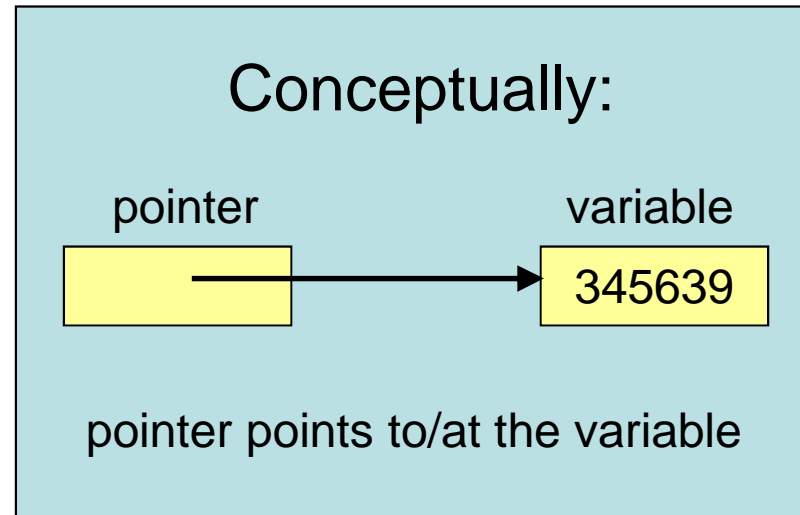 Conceptually:
pointer variable
345639
pointer points to/at the variable